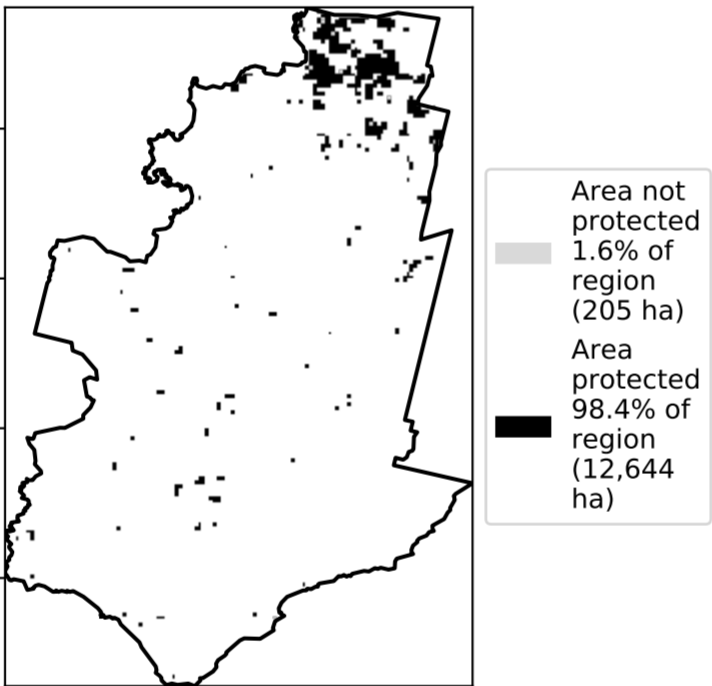 Area not
protected
1.6% of
region
(205 ha)
Area
protected
98.4% of
region
(12,644
ha)